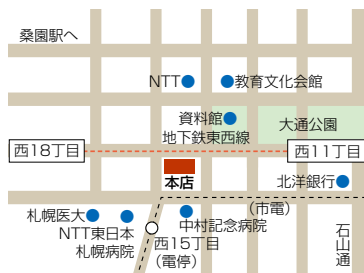 桑園駅へ
NTT
教育文化会館
資料館
大通公園
地下鉄東西線
西18丁目
西11丁目
本店
北洋銀行
(市電)
札幌医大
中村記念病院
NTT東日本
札幌病院
西15丁目
(電停)
石山通